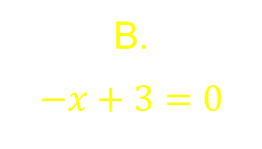 B.
−𝑥 + 3 = 0